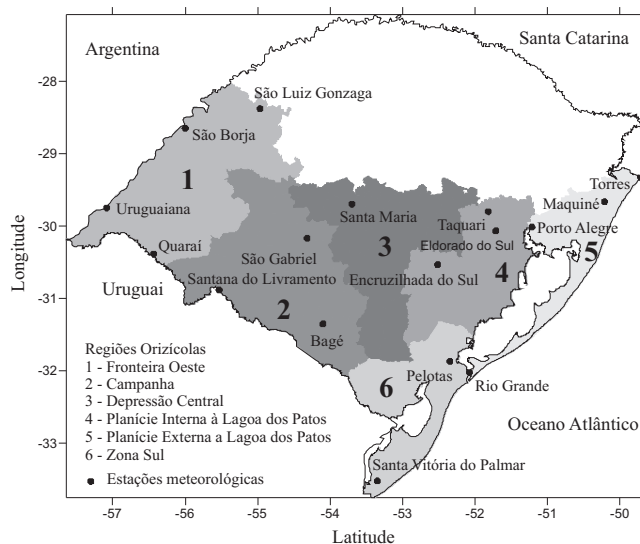 Argentina
Santa Catarina
-28
São Luiz Gonzaga
São Borja
-29
1
Torres
Maquiné
Uruguaiana
Santa Maria
Taquari
Porto Alegre
-30
Quaraí
São Gabriel
3
Eldorado do Sul
5
Uruguai
Santana do Livramento
Encruzilhada do Sul
4
-31
2
Bagé
Regiões Orizícolas
1 - Fronteira Oeste
2 - Campanha
3 - Depressão Central
4 - Planície Interna à Lagoa dos Patos
5 - Planície Externa a Lagoa dos Patos
6 - Zona Sul
Estações meteorológicas
-32
Pelotas
6
Rio Grande
Oceano Atlântico
-33
Santa Vitória do Palmar
Longitude
-57 -56 -55 -54 -53 -52 -51 -50
Latitude